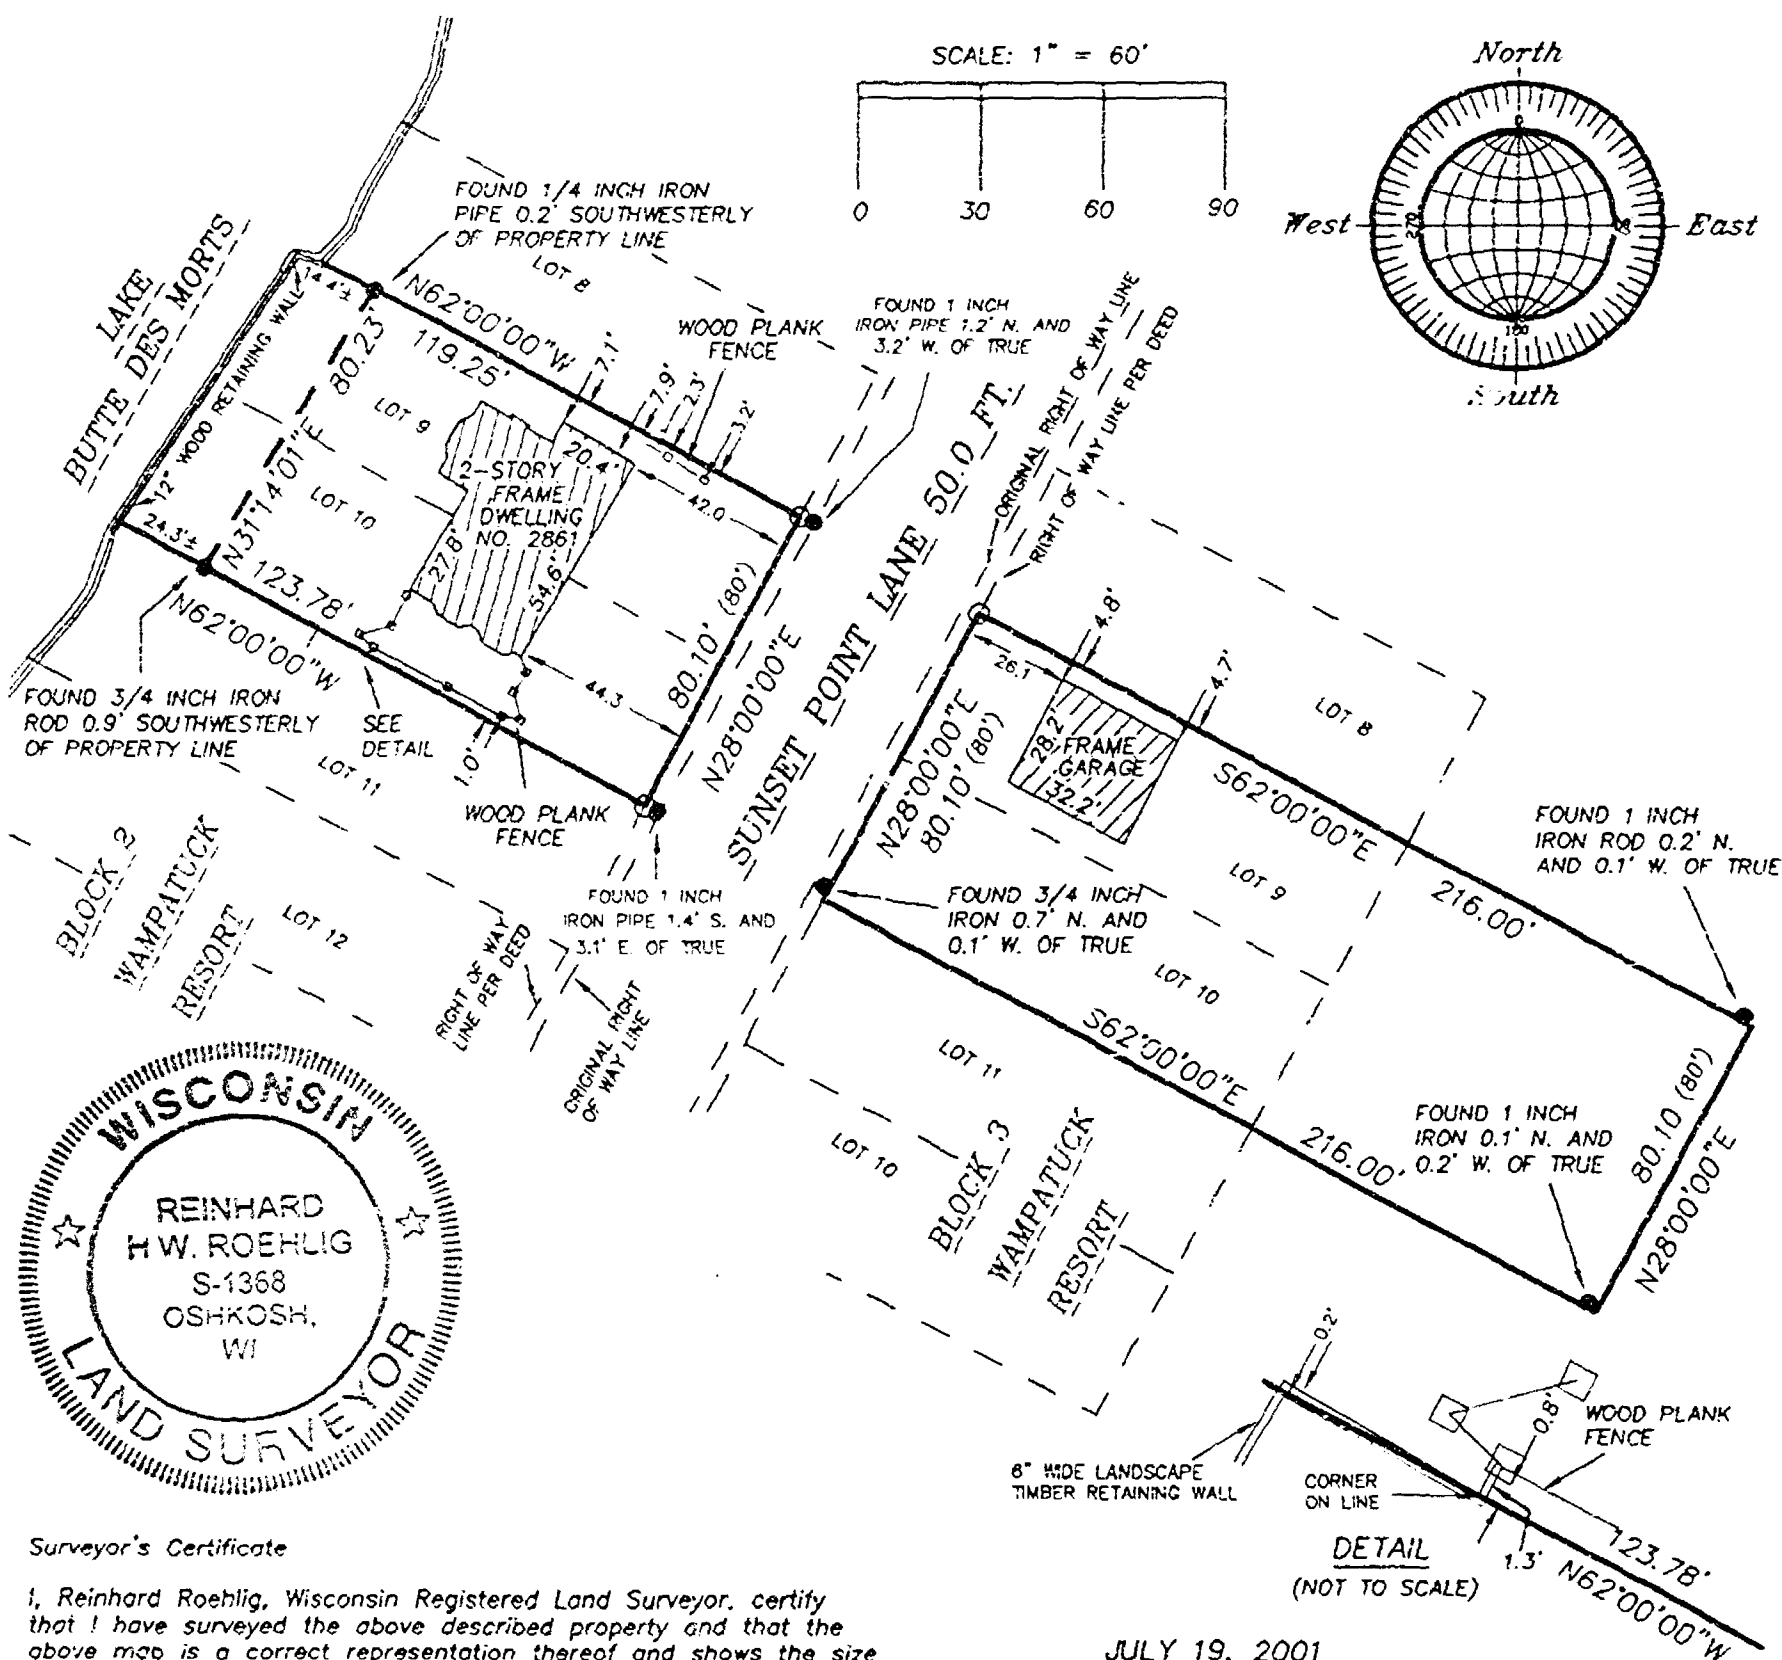 SCALE: 1" = 60'
0 30 60 90
North
West
East
0
270
180
FOUND 1/4 INCH IRON
PIPE 0.2' SOUTHWESTERLY
OF PROPERTY LINE
LOT 8
LAKE
BUTTE DES MORTS
WOOD RETAINING WALL
14.4'±
N62°00'00"W
119.25'
80.23'
N31°14'01"E
WOOD PLANK
FENCE
7.1'
7.9'
2.3'
3.2'
FOUND 1 INCH
IRON PIPE 1.2' N. AND
3.2' W. OF TRUE
ORIGINAL RIGHT OF WAY LINE
RIGHT OF WAY LINE PER DEED
LOT 9
LOT 10
2-STORY
FRAME
DWELLING
NO. 2861
20.4'
42.0
27.8'
54.6'
12'
24.3'±
123.78'
N62°00'00"W
80.10' (80')
N28°00'00"E
SUNSET POINT LANE 50.0 FT.
44.3
FOUND 3/4 INCH IRON
ROD 0.9' SOUTHWESTERLY
OF PROPERTY LINE
SEE
DETAIL
LOT 11
1.0'
WOOD PLANK
FENCE
BLOCK 2
WAMPATUCK
RESORT
LOT 12
FOUND 1 INCH
IRON PIPE 1.4' S. AND
3.1' E. OF TRUE
RIGHT OF WAY
LINE PER DEED
ORIGINAL RIGHT
OF WAY LINE
26.1
4.8'
4.7'
28.2'
FRAME
GARAGE
32.2'
LOT 8
N28°00'00"E
80.10' (80')
S62°00'00"E
216.00'
FOUND 1 INCH
IRON ROD 0.2' N.
AND 0.1' W. OF TRUE
FOUND 3/4 INCH
IRON 0.7' N. AND
0.1' W. OF TRUE
LOT 9
LOT 10
LOT 11
LOT 10
S62°00'00"E
216.00'
FOUND 1 INCH
IRON 0.1' N. AND
0.2' W. OF TRUE
80.10 (80')
N28°00'00"E
BLOCK 3
WAMPATUCK
RESORT
WISCONSIN
REINHARD
H W. ROEHLIG
S-1368
OSHKOSH,
WI
LAND SURVEYOR
0.2'
0.8'
WOOD PLANK
FENCE
6" WIDE LANDSCAPE
TIMBER RETAINING WALL
CORNER
ON LINE
DETAIL
(NOT TO SCALE)
1.3'
123.78'
N62°00'00"W
Surveyor's Certificate
I, Reinhard Roehlig, Wisconsin Registered Land Surveyor, certify
that I have surveyed the above described property and that the
above map is a correct representation thereof and shows the size
JULY 19, 2001